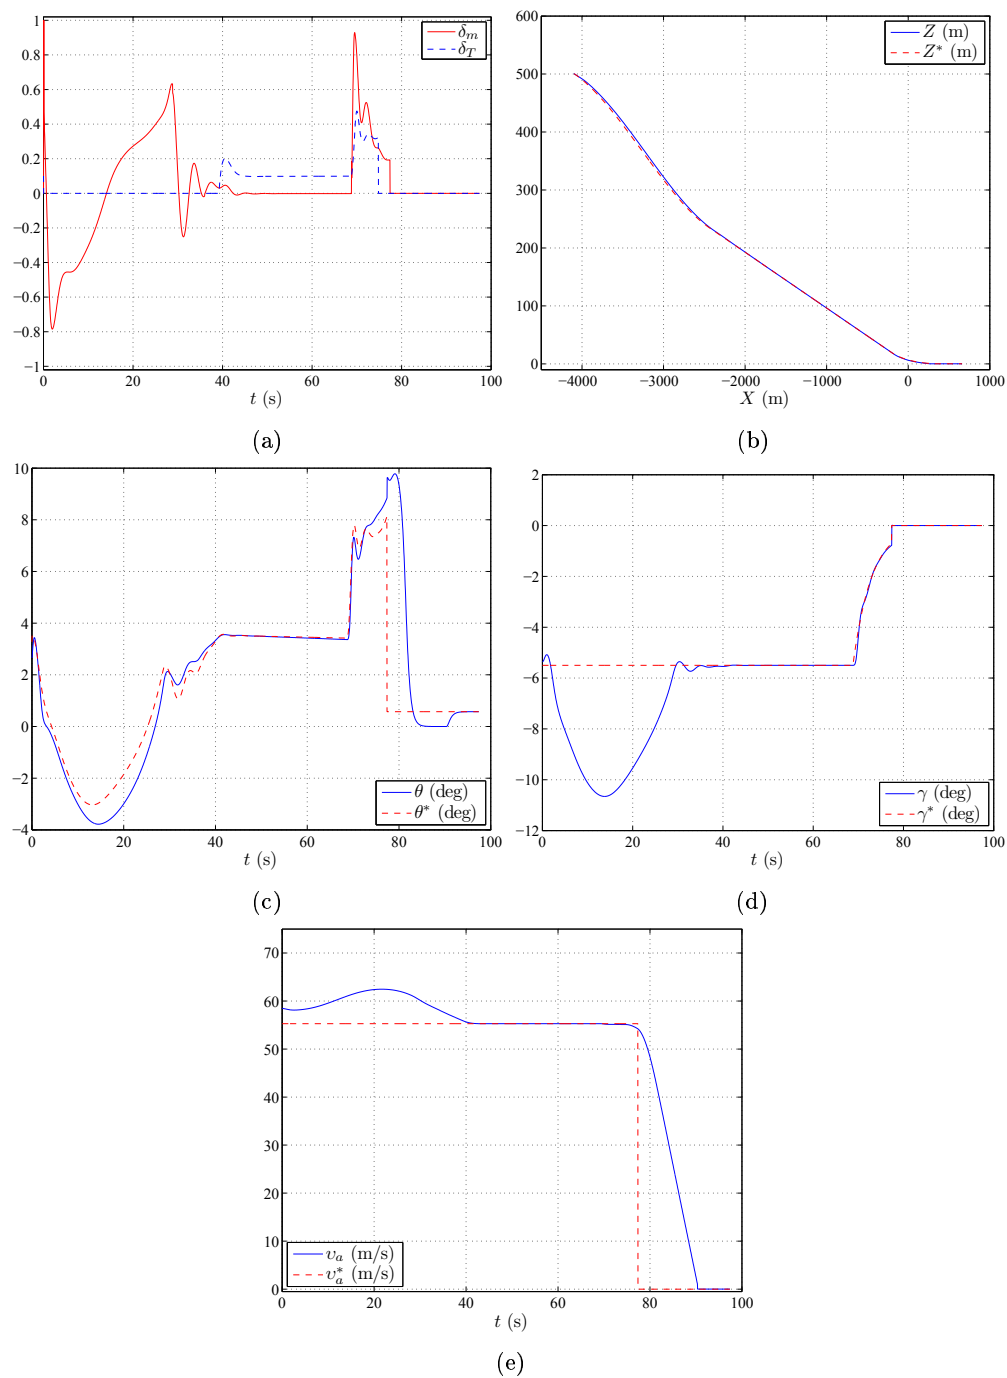 1
0.8
0.6
0.4
0.2
0
−0.2
−0.4
−0.6
−0.8
−1
0 20 40 60 80 100
t (s)
δm
δT
(a)
600
500
400
300
200
100
0
−4000 −3000 −2000 −1000 0 1000
X (m)
Z (m)
Z* (m)
(b)
10
8
6
4
2
0
−2
−4
0 20 40 60 80 100
t (s)
θ (deg)
θ* (deg)
(c)
2
0
−2
−4
−6
−8
−10
−12
0 20 40 60 80 100
t (s)
γ (deg)
γ* (deg)
(d)
70
60
50
40
30
20
10
0
0 20 40 60 80 100
t (s)
υa (m/s)
υa* (m/s)
(e)